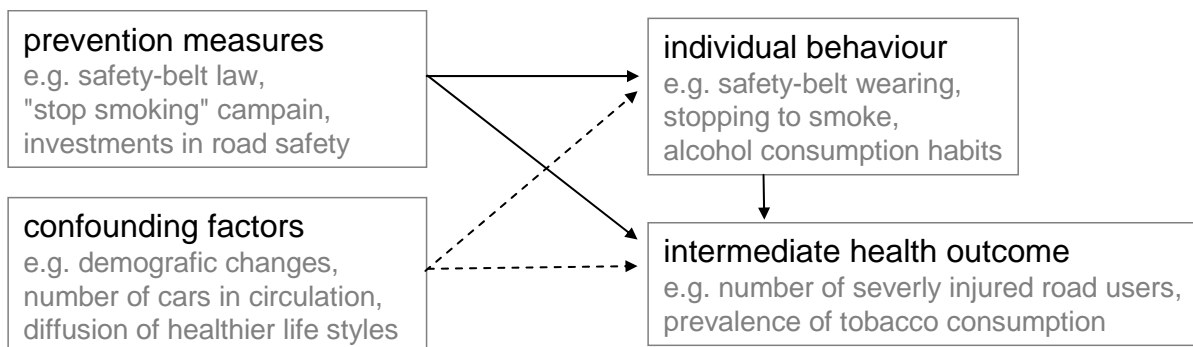 prevention measures
e.g. safety-belt law,
"stop smoking" campain,
investments in road safety
individual behaviour
e.g. safety-belt wearing,
stopping to smoke,
alcohol consumption habits
confounding factors
e.g. demografic changes,
number of cars in circulation,
diffusion of healthier life styles
intermediate health outcome
e.g. number of severly injured road users,
prevalence of tobacco consumption